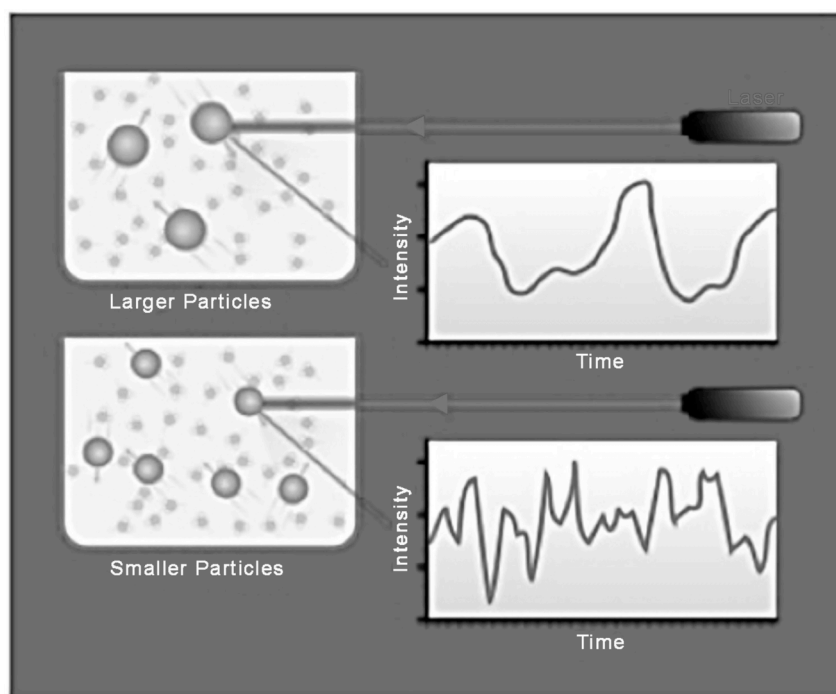 Laser
Intensity
Larger Particles
Time
Intensity
Smaller Particles
Time